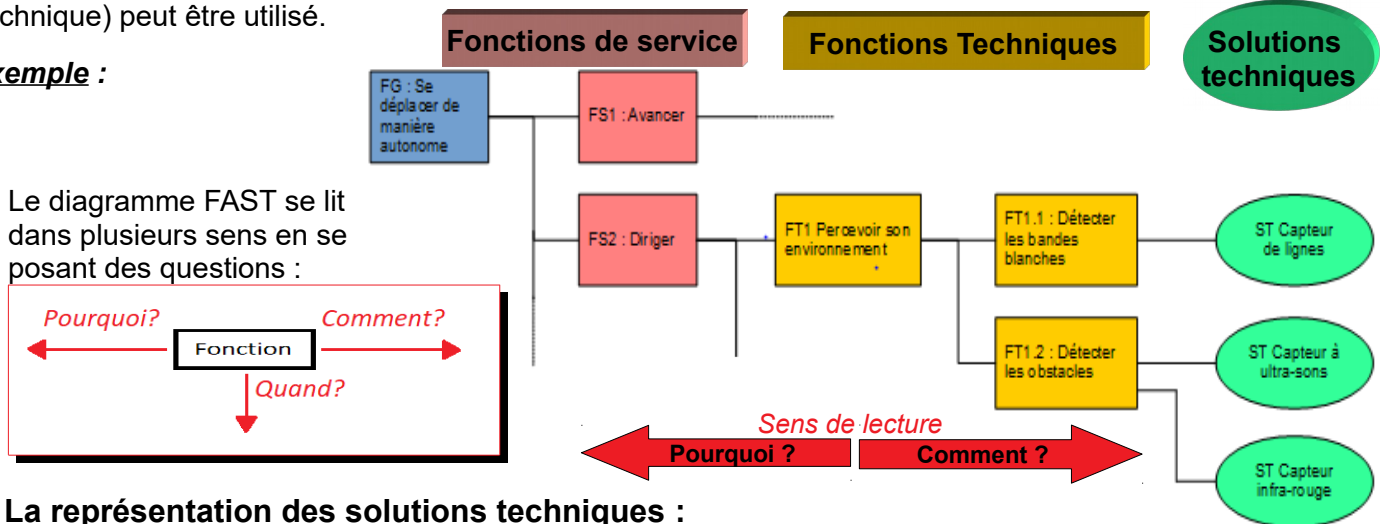 chnique) peut être utilisé.
xemple :
Fonctions de service
Fonctions Techniques
Solutions
techniques
FG : Se
déplacer de
manière
autonome
FS1 : Avancer
Le diagramme FAST se lit
dans plusieurs sens en se
posant des questions :
FS2 : Diriger
FT1 Percevoir son
environnement
FT1.1 : Détecter
les bandes
blanches
ST Capteur
de lignes
Pourquoi?
Comment?
Fonction
Quand?
FT1.2 : Détecter
les obstacles
ST Capteur à
ultra-sons
Sens de lecture
Pourquoi ?
Comment ?
ST Capteur
infra-rouge
La représentation des solutions techniques :